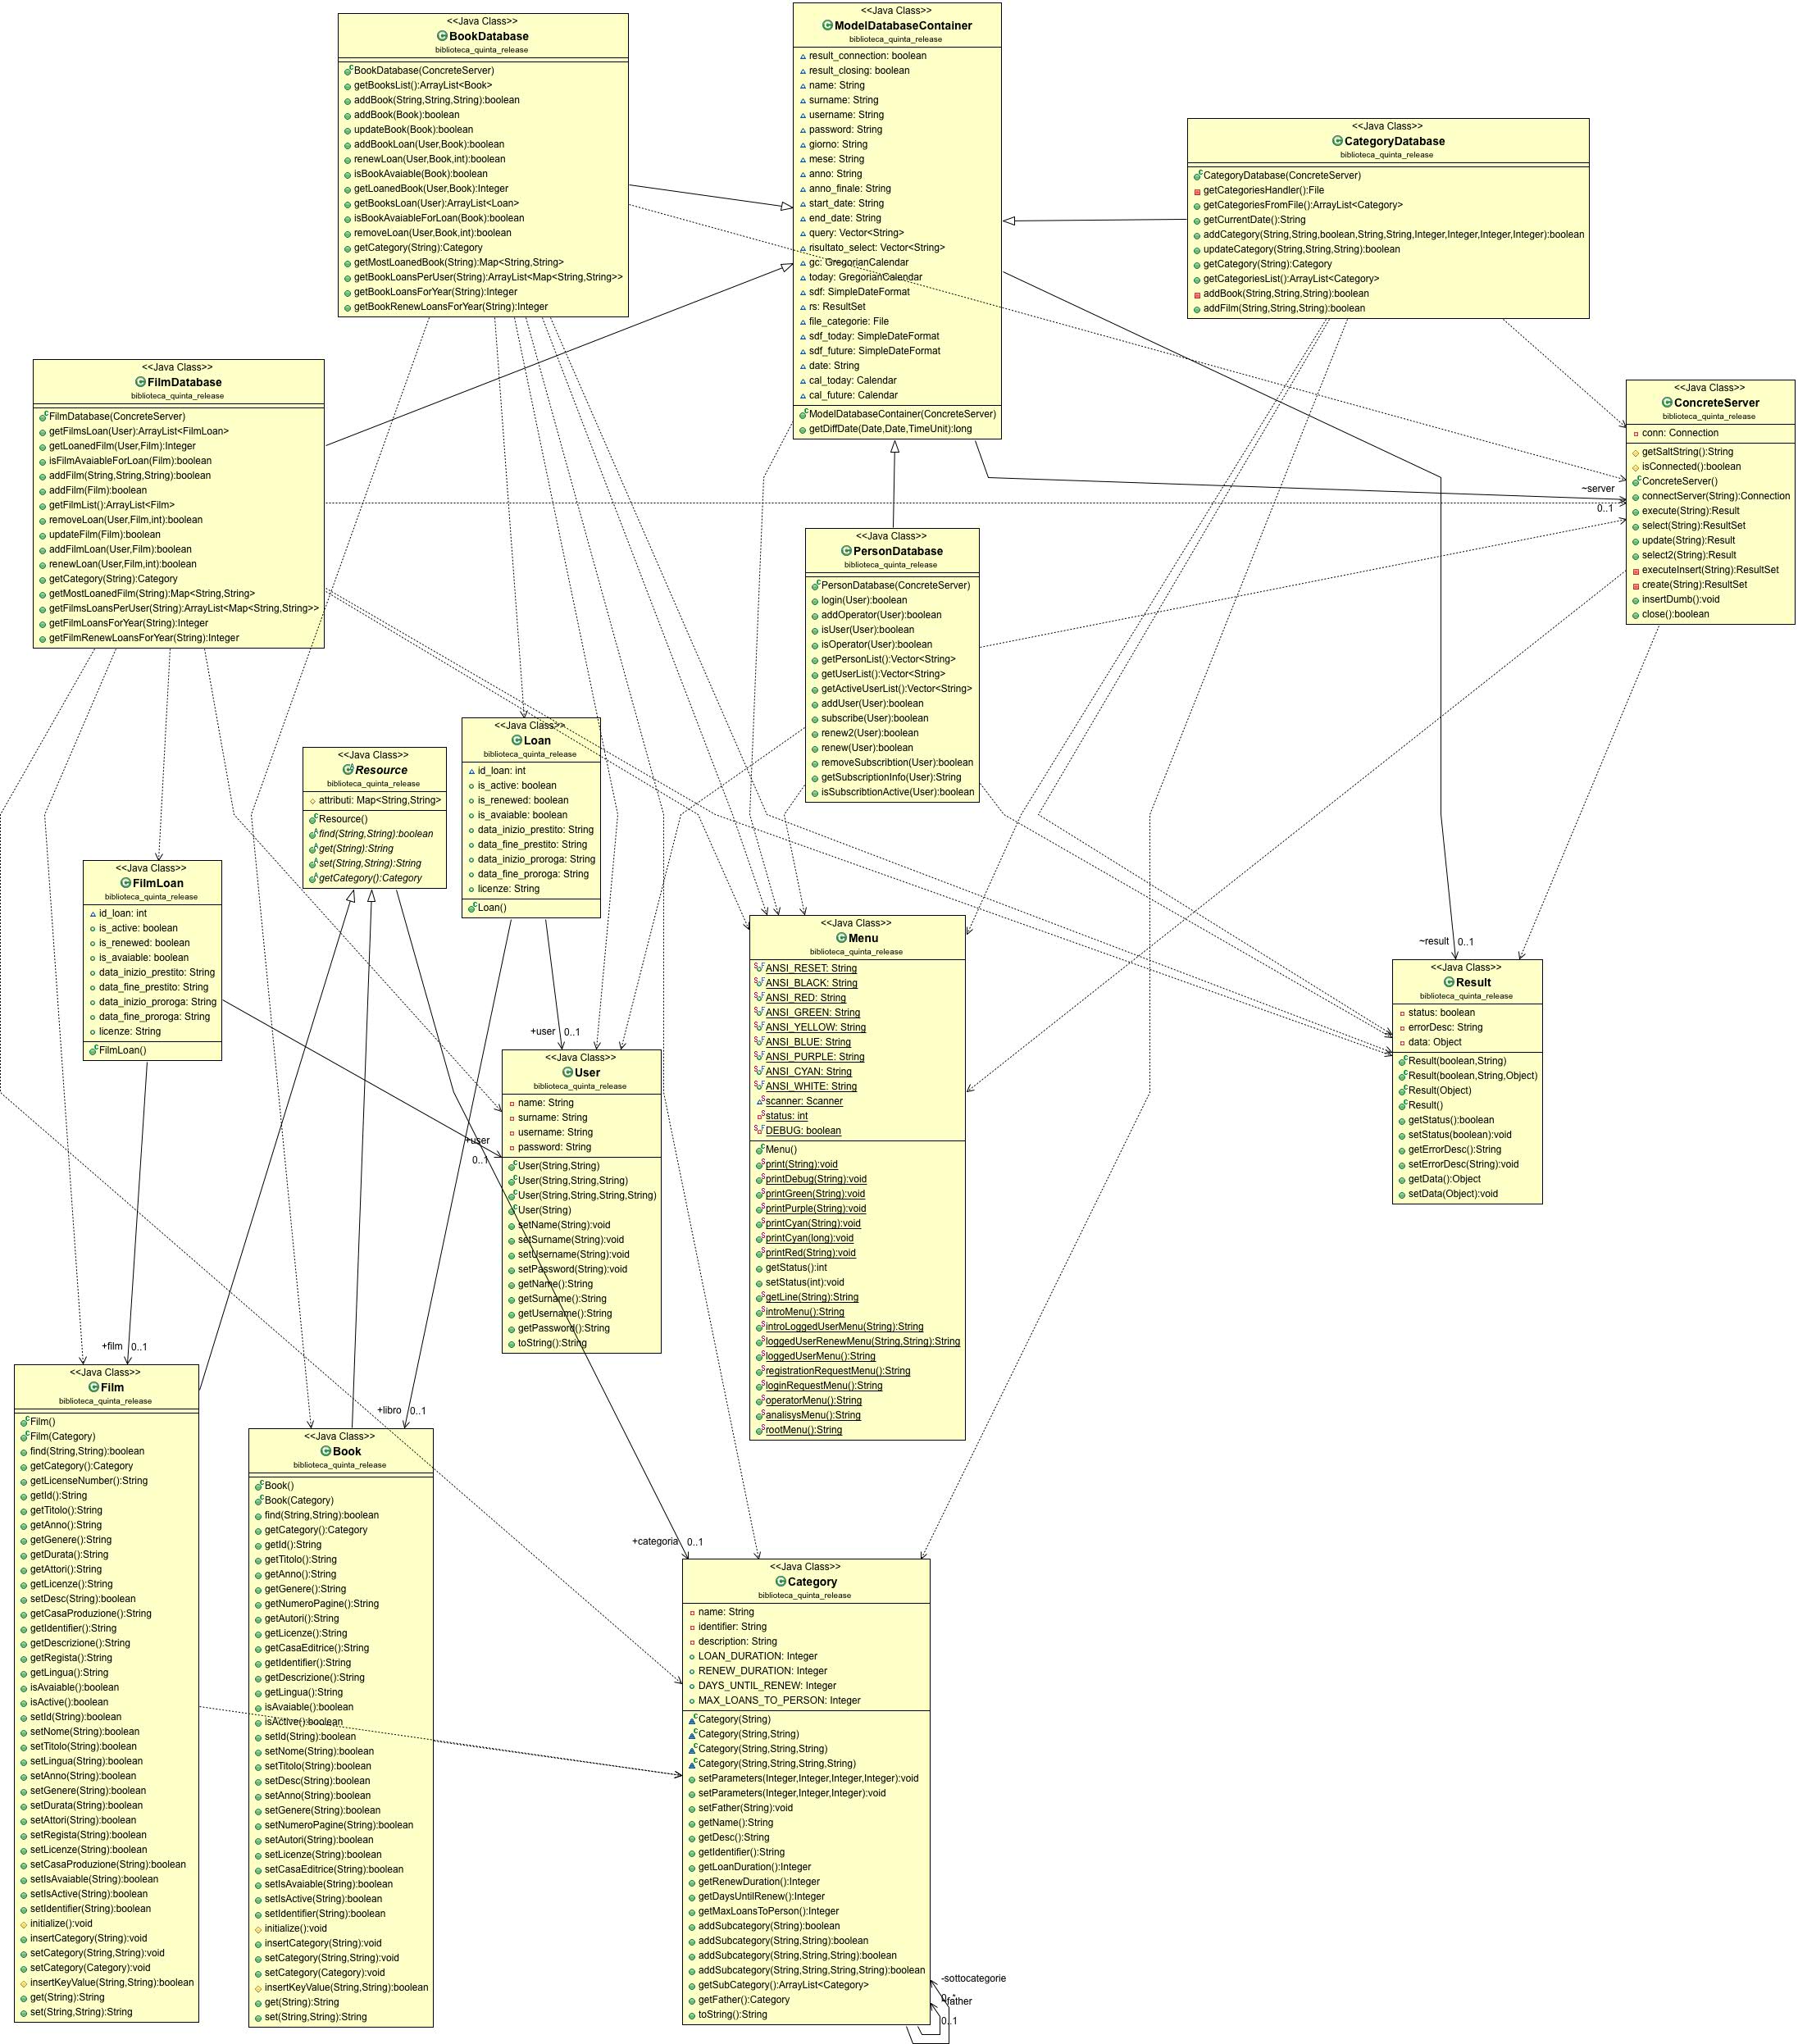 <<Java Class>>
BookDatabase
biblioteca_quinta_release
BookDatabase(ConcreteServer)
getBooksList():ArrayList<Book>
addBook(String,String,String):boolean
addBook(Book):boolean
updateBook(Book):boolean
addBookLoan(User,Book):boolean
renewLoan(User,Book,int):boolean
isBookAvaiable(Book):boolean
getLoanedBook(User,Book):Integer
getBooksLoan(User):ArrayList<Loan>
isBookAvaiableForLoan(Book):boolean
removeLoan(User,Book,int):boolean
getCategory(String):Category
getMostLoanedBook(String):Map<String,String>
getBookLoansPerUser(String):ArrayList<Map<String,String>>
getBookLoansForYear(String):Integer
getBookRenewLoansForYear(String):Integer
<<Java Class>>
ModelDatabaseContainer
biblioteca_quinta_release
result_connection: boolean
result_closing: boolean
name: String
surname: String
username: String
password: String
giorno: String
mese: String
anno: String
anno_finale: String
start_date: String
end_date: String
query: Vector<String>
risultato_select: Vector<String>
gc: GregorianCalendar
today: GregorianCalendar
sdf: SimpleDateFormat
rs: ResultSet
file_categorie: File
sdf_today: SimpleDateFormat
sdf_future: SimpleDateFormat
date: String
cal_today: Calendar
cal_future: Calendar
ModelDatabaseContainer(ConcreteServer)
getDiffDate(Date,Date,TimeUnit):long
<<Java Class>>
CategoryDatabase
biblioteca_quinta_release
CategoryDatabase(ConcreteServer)
getCategoriesHandler():File
getCategoriesFromFile():ArrayList<Category>
getCurrentDate():String
addCategory(String,String,boolean,String,String,Integer,Integer,Integer,Integer):boolean
updateCategory(String,String,String):boolean
getCategory(String):Category
getCategoriesList():ArrayList<Category>
addBook(String,String,String):boolean
addFilm(String,String,String):boolean
<<Java Class>>
FilmDatabase
biblioteca_quinta_release
FilmDatabase(ConcreteServer)
getFilmsLoan(User):ArrayList<FilmLoan>
getLoanedFilm(User,Film):Integer
isFilmAvaiableForLoan(Film):boolean
addFilm(String,String,String):boolean
addFilm(Film):boolean
getFilmList():ArrayList<Film>
removeLoan(User,Film,int):boolean
updateFilm(Film):boolean
addFilmLoan(User,Film):boolean
renewLoan(User,Film,int):boolean
getCategory(String):Category
getMostLoanedFilm(String):Map<String,String>
getFilmsLoansPerUser(String):ArrayList<Map<String,String>>
getFilmLoansForYear(String):Integer
getFilmRenewLoansForYear(String):Integer
<<Java Class>>
ConcreteServer
biblioteca_quinta_release
conn: Connection
getSaltString():String
isConnected():boolean
ConcreteServer()
connectServer(String):Connection
execute(String):Result
select(String):ResultSet
update(String):Result
select2(String):Result
executeInsert(String):ResultSet
create(String):ResultSet
insertDumb():void
close():boolean
~server
0..1
<<Java Class>>
PersonDatabase
biblioteca_quinta_release
PersonDatabase(ConcreteServer)
login(User):boolean
addOperator(User):boolean
isUser(User):boolean
isOperator(User):boolean
getPersonList():Vector<String>
getUserList():Vector<String>
getActiveUserList():Vector<String>
addUser(User):boolean
subscribe(User):boolean
renew2(User):boolean
renew(User):boolean
removeSubscribtion(User):boolean
getSubscriptionInfo(User):String
isSubscribtionActive(User):boolean
<<Java Class>>
Loan
biblioteca_quinta_release
id_loan: int
is_active: boolean
is_renewed: boolean
is_avaiable: boolean
data_inizio_prestito: String
data_fine_prestito: String
data_inizio_proroga: String
data_fine_proroga: String
licenze: String
Loan()
<<Java Class>>
Resource
biblioteca_quinta_release
attributi: Map<String,String>
Resource()
find(String,String):boolean
get(String):String
set(String,String):String
getCategory():Category
<<Java Class>>
FilmLoan
biblioteca_quinta_release
id_loan: int
is_active: boolean
is_renewed: boolean
is_avaiable: boolean
data_inizio_prestito: String
data_fine_prestito: String
data_inizio_proroga: String
data_fine_proroga: String
licenze: String
FilmLoan()
<<Java Class>>
Menu
biblioteca_quinta_release
ANSI_RESET: String
ANSI_BLACK: String
ANSI_RED: String
ANSI_GREEN: String
ANSI_YELLOW: String
ANSI_BLUE: String
ANSI_PURPLE: String
ANSI_CYAN: String
ANSI_WHITE: String
scanner: Scanner
status: int
DEBUG: boolean
Menu()
print(String):void
printDebug(String):void
printGreen(String):void
printPurple(String):void
printCyan(String):void
printCyan(long):void
printRed(String):void
getStatus():int
setStatus(int):void
getLine(String):String
introMenu():String
introLoggedUserMenu(String):String
loggedUserRenewMenu(String,String):String
loggedUserMenu():String
registrationRequestMenu():String
loginRequestMenu():String
operatorMenu():String
analisysMenu():String
rootMenu():String
~result 0..1
<<Java Class>>
Result
biblioteca_quinta_release
status: boolean
errorDesc: String
data: Object
Result(boolean,String)
Result(boolean,String,Object)
Result(Object)
Result()
getStatus():boolean
setStatus(boolean):void
getErrorDesc():String
setErrorDesc(String):void
getData():Object
setData(Object):void
+user 0..1
<<Java Class>>
User
biblioteca_quinta_release
name: String
surname: String
username: String
password: String
User(String,String)
User(String,String,String)
User(String,String,String,String)
User(String)
setName(String):void
setSurname(String):void
setUsername(String):void
setPassword(String):void
getName():String
getSurname():String
getUsername():String
getPassword():String
toString():String
+user
0..1
+film 0..1
<<Java Class>>
Film
biblioteca_quinta_release
Film()
Film(Category)
find(String,String):boolean
getCategory():Category
getLicenseNumber():String
getId():String
getTitolo():String
getAnno():String
getGenere():String
getDurata():String
getAttori():String
getLicenze():String
setDesc(String):boolean
getCasaProduzione():String
getIdentifier():String
getDescrizione():String
getRegista():String
getLingua():String
isAvaiable():boolean
isActive():boolean
setId(String):boolean
setNome(String):boolean
setTitolo(String):boolean
setLingua(String):boolean
setAnno(String):boolean
setGenere(String):boolean
setDurata(String):boolean
setAttori(String):boolean
setRegista(String):boolean
setLicenze(String):boolean
setCasaProduzione(String):boolean
setIsAvaiable(String):boolean
setIsActive(String):boolean
setIdentifier(String):boolean
initialize():void
insertCategory(String):void
setCategory(String,String):void
setCategory(Category):void
insertKeyValue(String,String):boolean
get(String):String
set(String,String):String
+libro 0..1
<<Java Class>>
Book
biblioteca_quinta_release
Book()
Book(Category)
find(String,String):boolean
getCategory():Category
getId():String
getTitolo():String
getAnno():String
getGenere():String
getNumeroPagine():String
getAutori():String
getLicenze():String
getCasaEditrice():String
getIdentifier():String
getDescrizione():String
getLingua():String
isAvaiable():boolean
isActive():boolean
setId(String):boolean
setNome(String):boolean
setTitolo(String):boolean
setDesc(String):boolean
setAnno(String):boolean
setGenere(String):boolean
setNumeroPagine(String):boolean
setAutori(String):boolean
setLicenze(String):boolean
setCasaEditrice(String):boolean
setIsAvaiable(String):boolean
setIsActive(String):boolean
setIdentifier(String):boolean
initialize():void
insertCategory(String):void
setCategory(String,String):void
setCategory(Category):void
insertKeyValue(String,String):boolean
get(String):String
set(String,String):String
+categoria 0..1
<<Java Class>>
Category
biblioteca_quinta_release
name: String
identifier: String
description: String
LOAN_DURATION: Integer
RENEW_DURATION: Integer
DAYS_UNTIL_RENEW: Integer
MAX_LOANS_TO_PERSON: Integer
Category(String)
Category(String,String)
Category(String,String,String)
Category(String,String,String,String)
setParameters(Integer,Integer,Integer,Integer):void
setParameters(Integer,Integer,Integer):void
setFather(String):void
getName():String
getDesc():String
getIdentifier():String
getLoanDuration():Integer
getRenewDuration():Integer
getDaysUntilRenew():Integer
getMaxLoansToPerson():Integer
addSubcategory(String):boolean
addSubcategory(String,String):boolean
addSubcategory(String,String,String):boolean
addSubcategory(String,String,String,String):boolean
getSubCategory():ArrayList<Category>
getFather():Category
toString():String
-sottocategorie
father
0..1